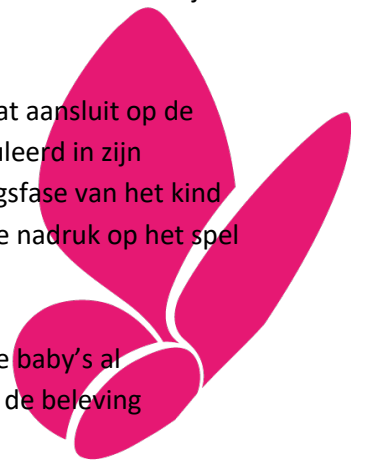 at aansluit op de
uleerd in zijn
gsfase van het kind
e nadruk op het spel
e baby’s al
de beleving